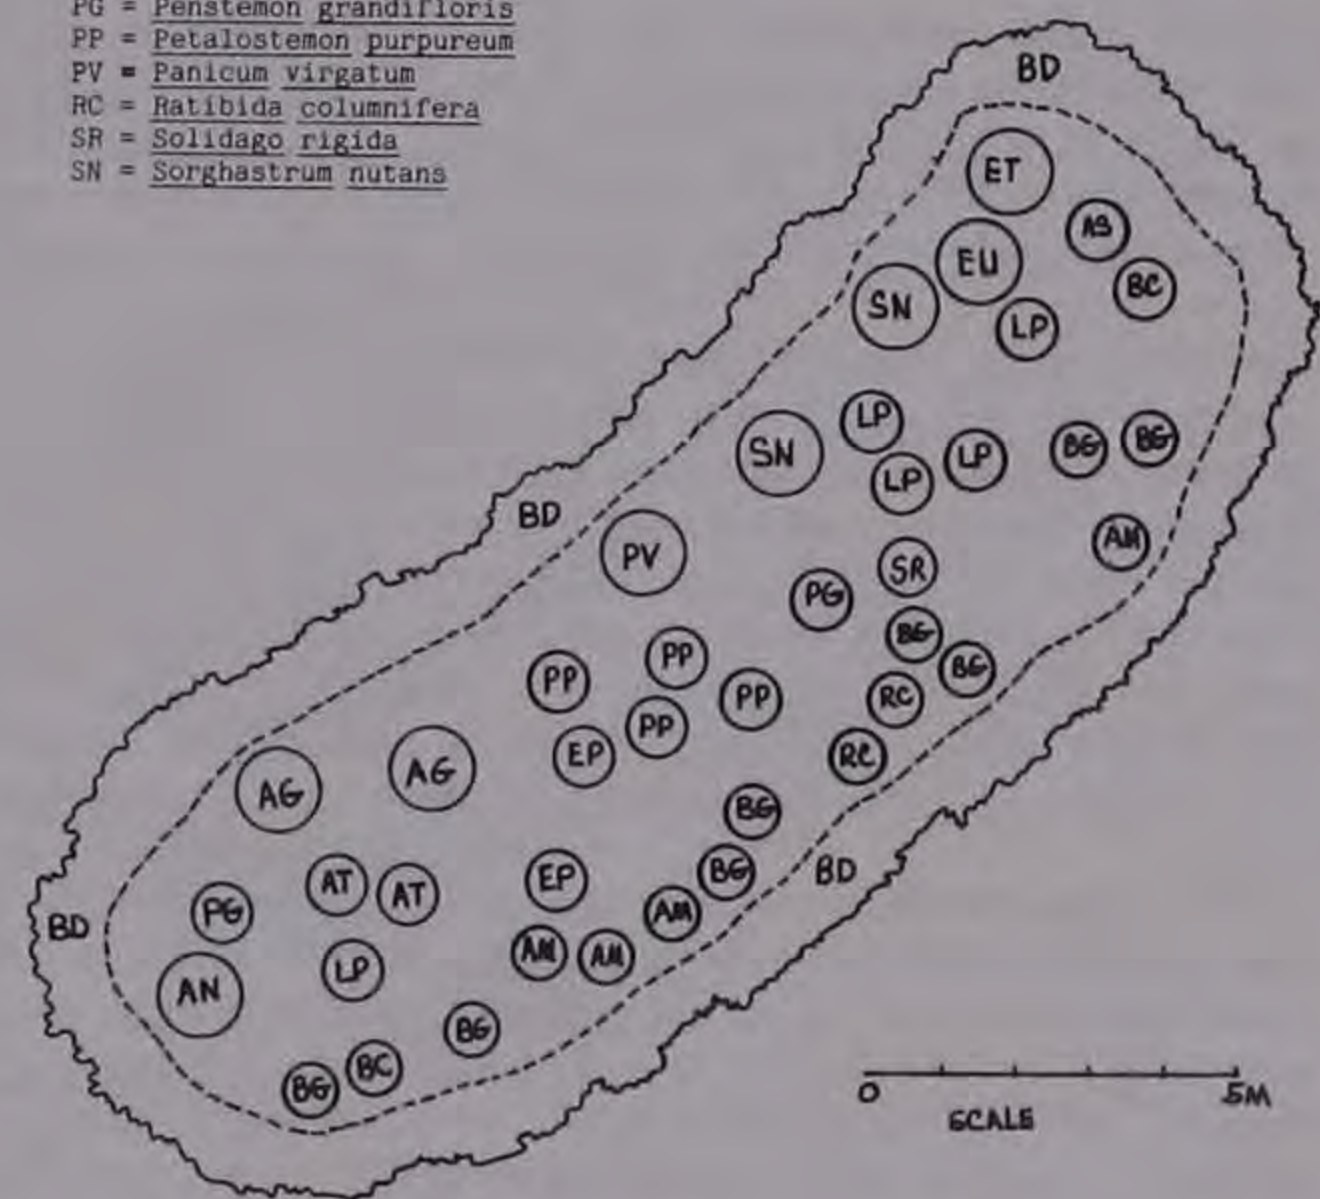 PG = Penstemon grandifloris
PP = Petalostemon purpureum
PV = Panicum virgatum
RC = Ratibida columnifera
SR = Solidago rigida
SN = Sorghastrum nutans
BD
ET
AS
EU
BC
SN
LP
LP
SN
LP
LP
BG
BG
BD
PV
AM
SR
PG
BG
PP
PP
BG
PP
RC
PP
EP
RC
AG
AG
BG
BD
BG
AT
AT
EP
PG
AM
BD
AM
AM
LP
AN
BG
BC
BG
0
5M
SCALE